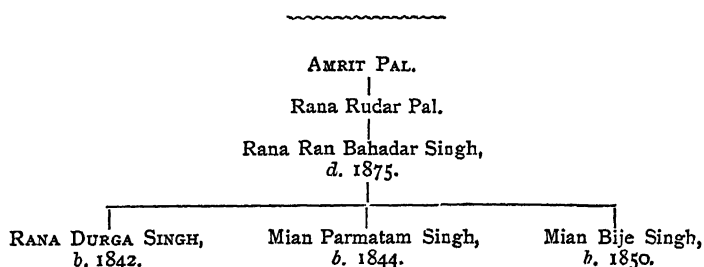 AMRIT PAL.
Rana Rudar Pal.
Rana Ran Bahadar Singh,
d. 1875.
RANA DURGA SINGH, Mian Parmatam Singh, Mian Bije Singh,
b. 1842. b. 1844. b. 1850.